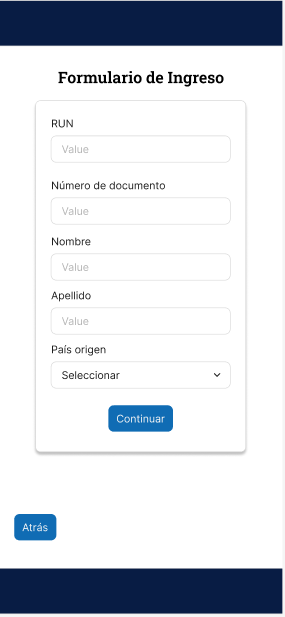 Formulario de Ingreso
RUN
Value
Número de documento
Value
Nombre
Value
Apellido
Value
País origen
Seleccionar
Continuar
Atrás